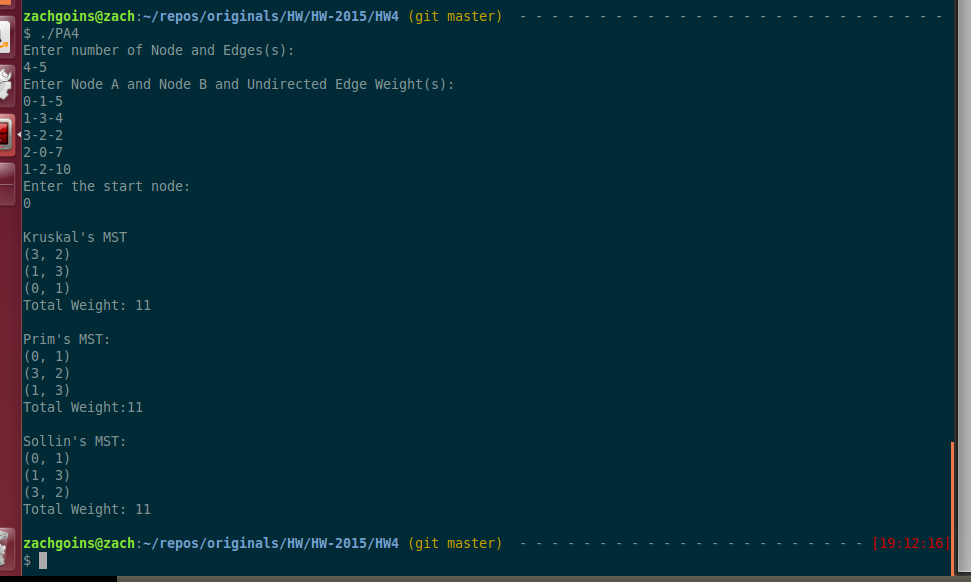 zachgoins@zach:~/repos/originals/HW/HW-2015/HW4 (git master)  - - - - - - - - - - - - - - - - - - - - - - - - - - -
$ ./PA4
Enter number of Node and Edges(s):
4-5
Enter Node A and Node B and Undirected Edge Weight(s):
0-1-5
1-3-4
3-2-2
2-0-7
1-2-10
Enter the start node:
0

Kruskal's MST
(3, 2)
(1, 3)
(0, 1)
Total Weight: 11

Prim's MST:
(0, 1)
(3, 2)
(1, 3)
Total Weight:11

Sollin's MST:
(0, 1)
(1, 3)
(3, 2)
Total Weight: 11

zachgoins@zach:~/repos/originals/HW/HW-2015/HW4 (git master)  - - - - - - - - - - - - - - - - - - - - - - [19:12:16]
$